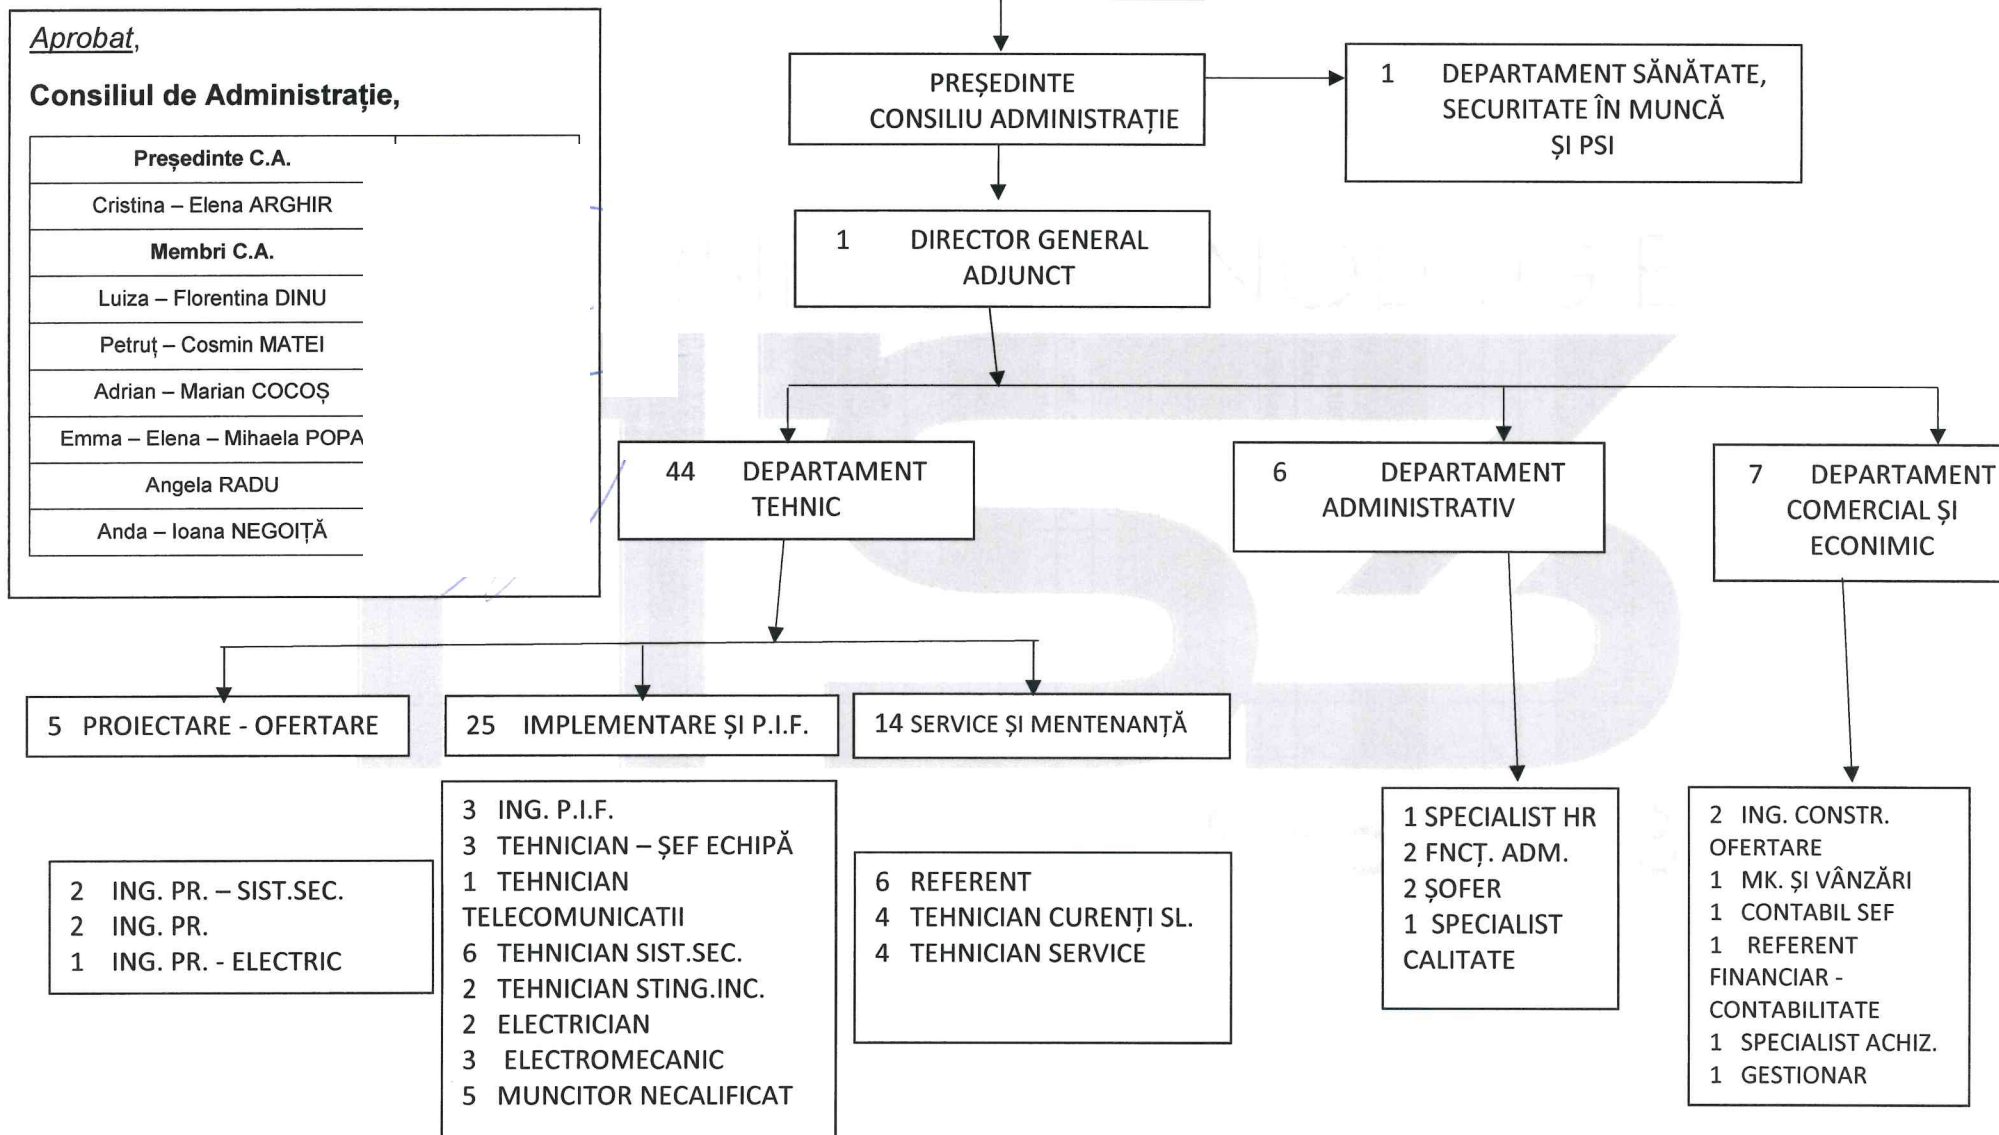 Aprobat,
Consiliul de Administrație,
Președinte C.A.
Cristina – Elena ARGHIR
Membri C.A.
Luiza – Florentina DINU
Petruț – Cosmin MATEI
Adrian – Marian COCOȘ
Emma – Elena – Mihaela POPA
Angela RADU
Anda – Ioana NEGOIȚĂ
PREȘEDINTE
CONSILIU ADMINISTRAȚIE
1 DEPARTAMENT SĂNĂTATE,
SECURITATE ÎN MUNCĂ
ȘI PSI
1 DIRECTOR GENERAL
ADJUNCT
44 DEPARTAMENT
TEHNIC
6 DEPARTAMENT
ADMINISTRATIV
7 DEPARTAMENT
COMERCIAL ȘI
ECONIMIC
5 PROIECTARE - OFERTARE
25 IMPLEMENTARE ȘI P.I.F.
14 SERVICE ȘI MENTENANȚĂ
2 ING. PR. – SIST.SEC.
2 ING. PR.
1 ING. PR. - ELECTRIC
3 ING. P.I.F.
3 TEHNICIAN – ȘEF ECHIPĂ
1 TEHNICIAN
TELECOMUNICATII
6 TEHNICIAN SIST.SEC.
2 TEHNICIAN STING.INC.
2 ELECTRICIAN
3 ELECTROMECANIC
5 MUNCITOR NECALIFICAT
6 REFERENT
4 TEHNICIAN CURENȚI SL.
4 TEHNICIAN SERVICE
1 SPECIALIST HR
2 FNCȚ. ADM.
2 ȘOFER
1 SPECIALIST
CALITATE
2 ING. CONSTR.
OFERTARE
1 MK. ȘI VÂNZĂRI
1 CONTABIL SEF
1 REFERENT
FINANCIAR -
CONTABILITATE
1 SPECIALIST ACHIZ.
1 GESTIONAR